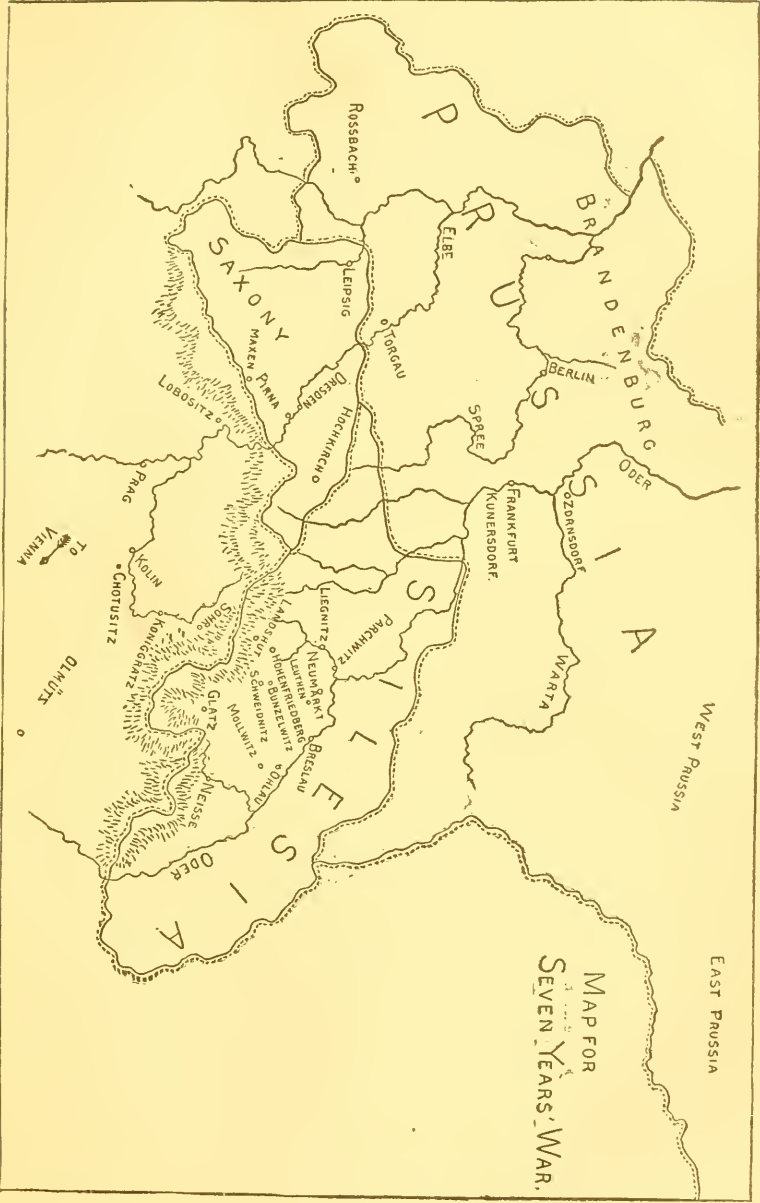 MAP FOR
SEVEN YEARS' WAR.
EAST PRUSSIA
WEST PRUSSIA
PRUSSIA
BRANDENBURG
ROSSBACH
ELBE
BERLIN
ODER
ZDRNSDORF
WARTA
SPREE
FRANKFURT
KUNERSDORF.
TORGAU
LEIPSIG
SAXONY
DRESDEN
HOCHKIRCH
MAXEN
PIRNA
LOBOSITZ
SILESIA
PARCHWITZ
LIEGNITZ
NEUMARKT
LEUTHEN
LANDSHUT
HOHENFRIEDBERG
BUNZELWITZ
SCHWEIDNITZ
BRESLAU
MOLLWITZ
OHLAU
SOHR
GLATZ
NEISSE
ODER
KÖNIGGRATZ
PRAG
KOLIN
CHOTUSITZ
TO
VIENNA
OLMÜTZ